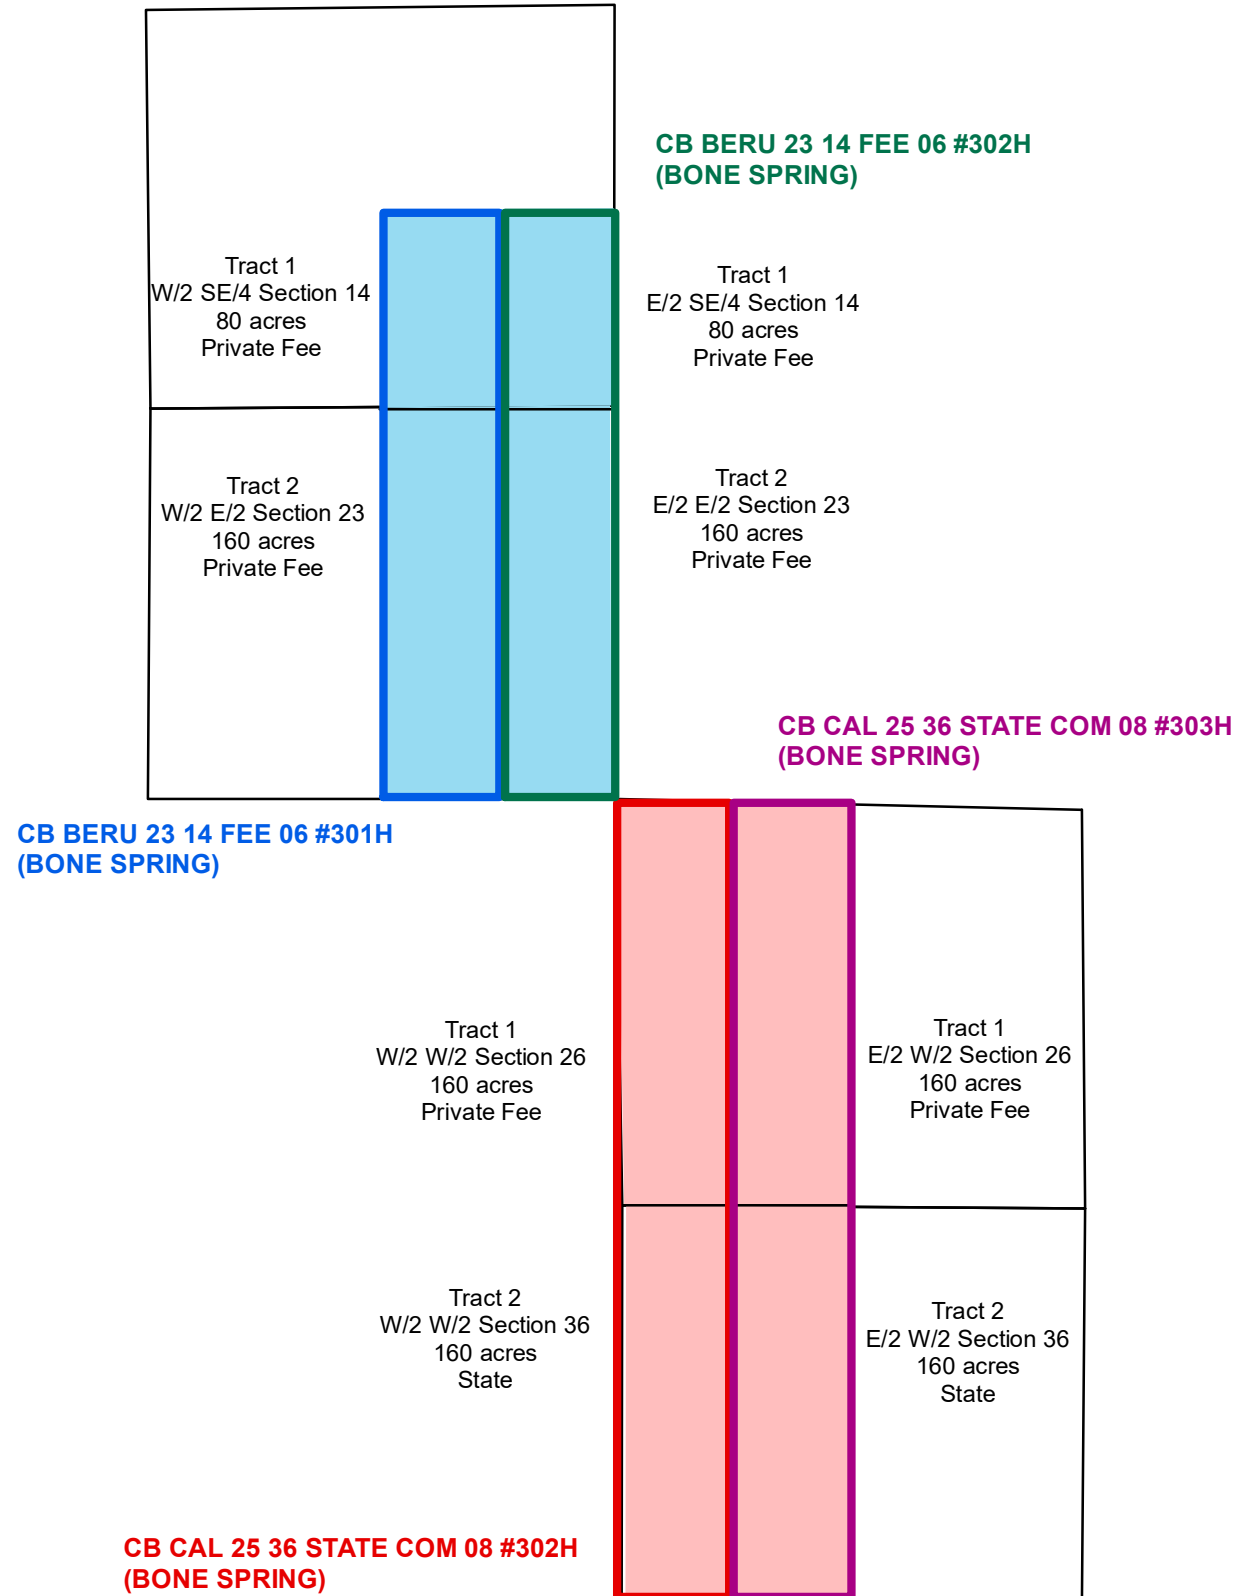 CB BERU 23 14 FEE 06 #302H
(BONE SPRING)
Tract 1
W/2 SE/4 Section 14
80 acres
Private Fee
Tract 1
E/2 SE/4 Section 14
80 acres
Private Fee
Tract 2
W/2 E/2 Section 23
160 acres
Private Fee
Tract 2
E/2 E/2 Section 23
160 acres
Private Fee
CB CAL 25 36 STATE COM 08 #303H
(BONE SPRING)
CB BERU 23 14 FEE 06 #301H
(BONE SPRING)
Tract 1
W/2 W/2 Section 26
160 acres
Private Fee
Tract 1
E/2 W/2 Section 26
160 acres
Private Fee
Tract 2
W/2 W/2 Section 36
160 acres
State
Tract 2
E/2 W/2 Section 36
160 acres
State
CB CAL 25 36 STATE COM 08 #302H
(BONE SPRING)